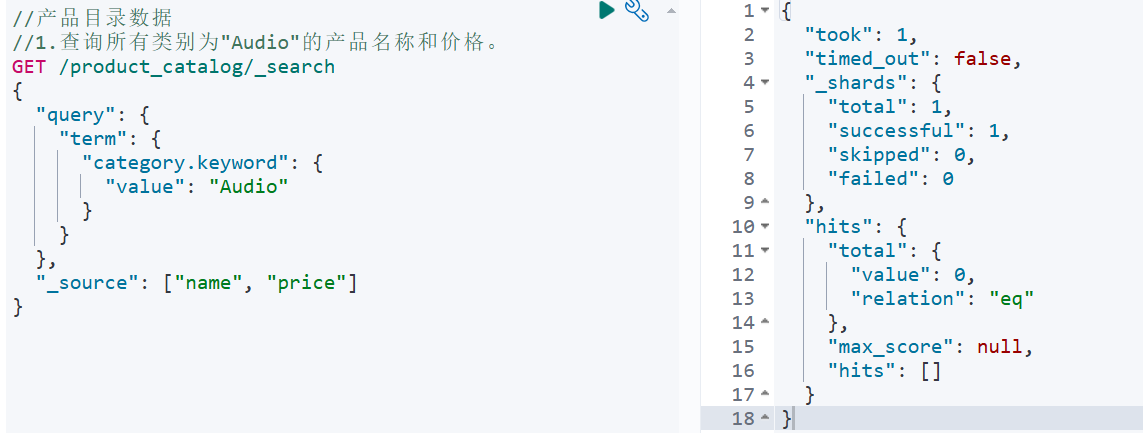 //产品目录数据
//1.查询所有类别为"Audio"的产品名称和价格。
GET /product_catalog/_search
{
  "query": {
    "term": {
      "category.keyword": {
        "value": "Audio"
      }
    }
  },
  "_source": ["name", "price"]
}
1 {
2   "took": 1,
3   "timed_out": false,
4   "_shards": {
5     "total": 1,
6     "successful": 1,
7     "skipped": 0,
8     "failed": 0
9   },
10   "hits": {
11     "total": {
12       "value": 0,
13       "relation": "eq"
14     },
15     "max_score": null,
16     "hits": []
17   }
18 }